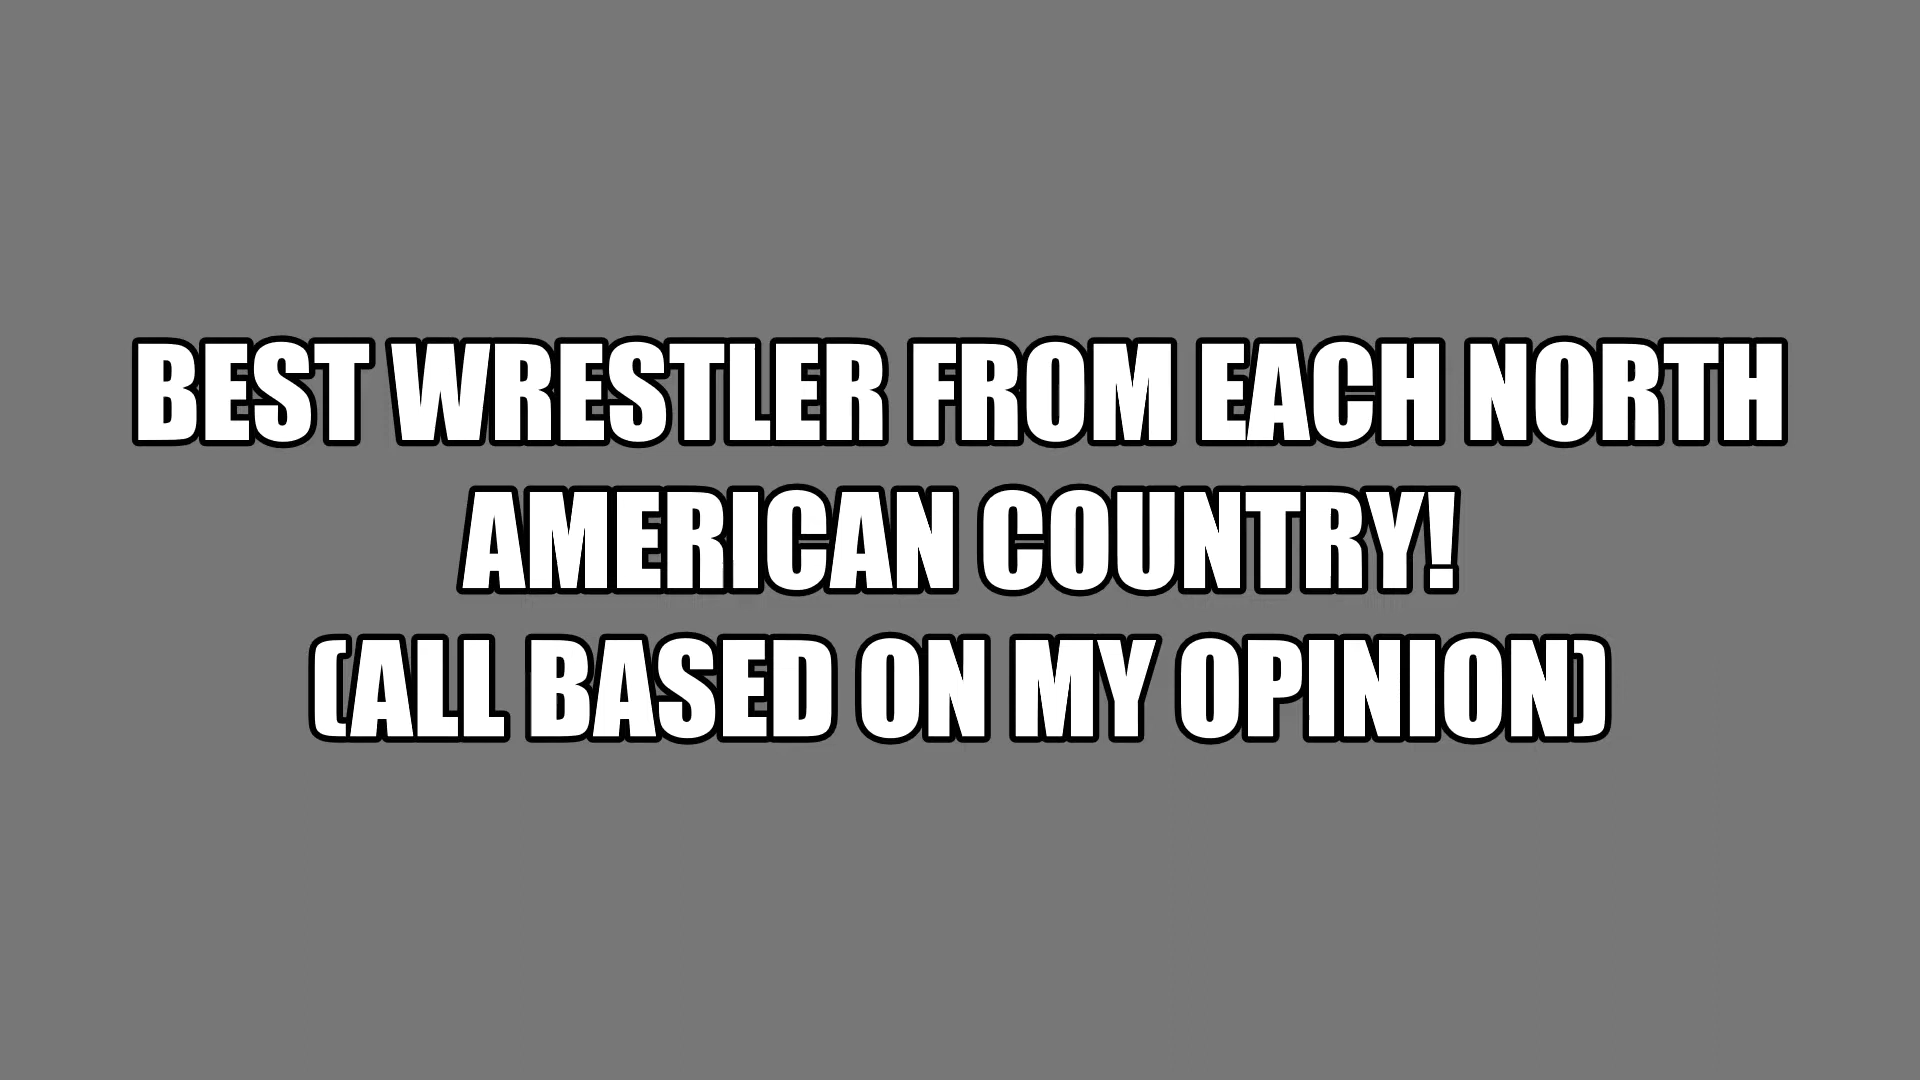 BEST WRESTLER FROM EACH NORTH
AMERICAN COUNTRY!
(ALL BASED ON MY OPINION)